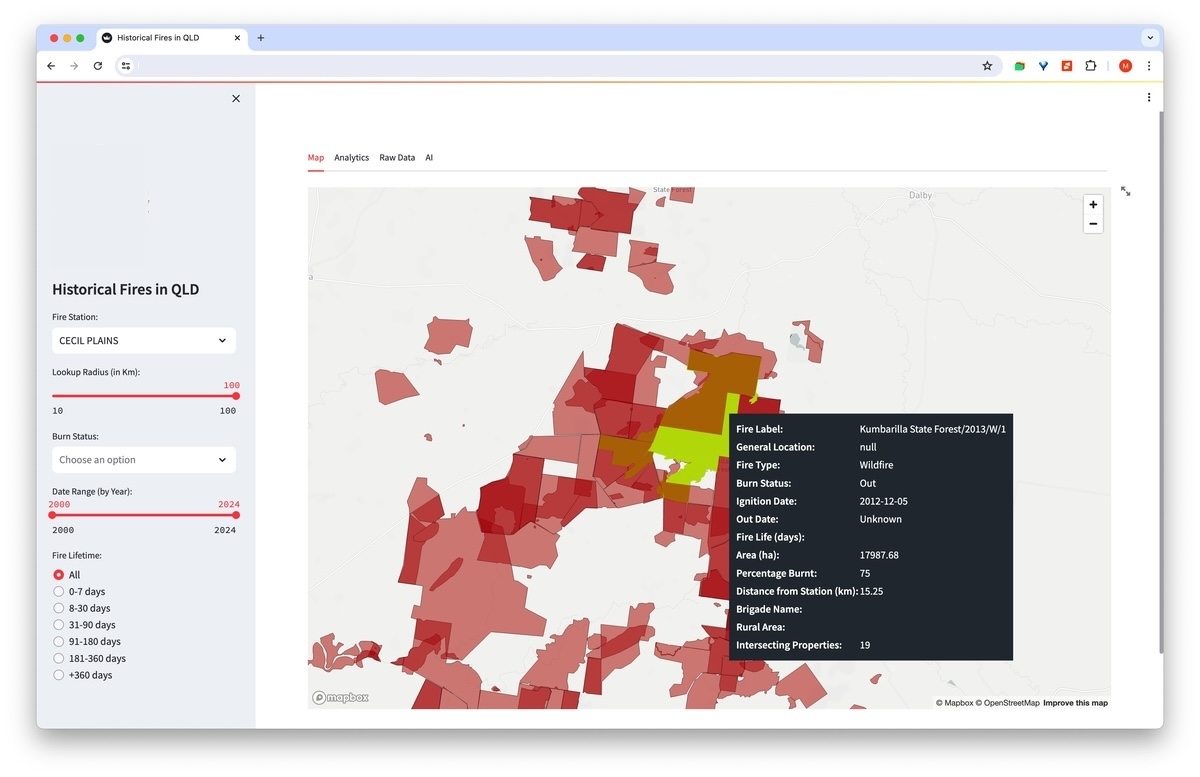 Historical Fires in QLD
M
Historical Fires in QLD
Fire Station:
CECIL PLAINS
Lookup Radius (in Km):
100
10 100
Burn Status:
Choose an option
Date Range (by Year):
2000 2024
2000 2024
Fire Lifetime:
All
0-7 days
8-30 days
31-90 days
91-180 days
181-360 days
+360 days
Map Analytics Raw Data AI
State Forest
Dalby
a
+
−
Fire Label: Kumbarilla State Forest/2013/W/1
General Location: null
Fire Type: Wildfire
Burn Status: Out
Ignition Date: 2012-12-05
Out Date: Unknown
Fire Life (days):
Area (ha): 17987.68
Percentage Burnt: 75
Distance from Station (km): 15.25
Brigade Name:
Rural Area:
Intersecting Properties: 19
mapbox
© Mapbox © OpenStreetMap Improve this map